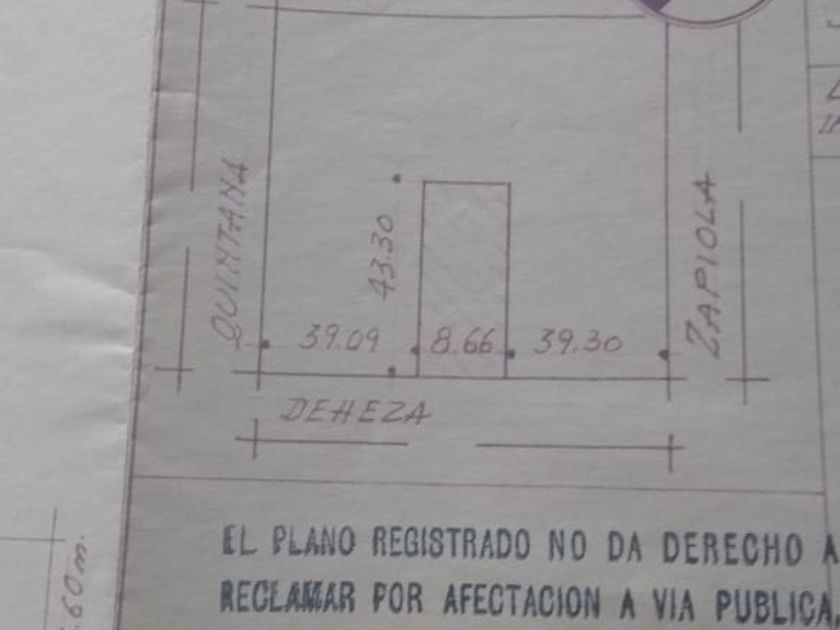 QUINTANA
ZAPIOLA
43.30
39.09
8.66
39.30
DEHEZA
EL PLANO REGISTRADO NO DA DERECHO A
RECLAMAR POR AFECTACION A VIA PUBLICA.
.60m.